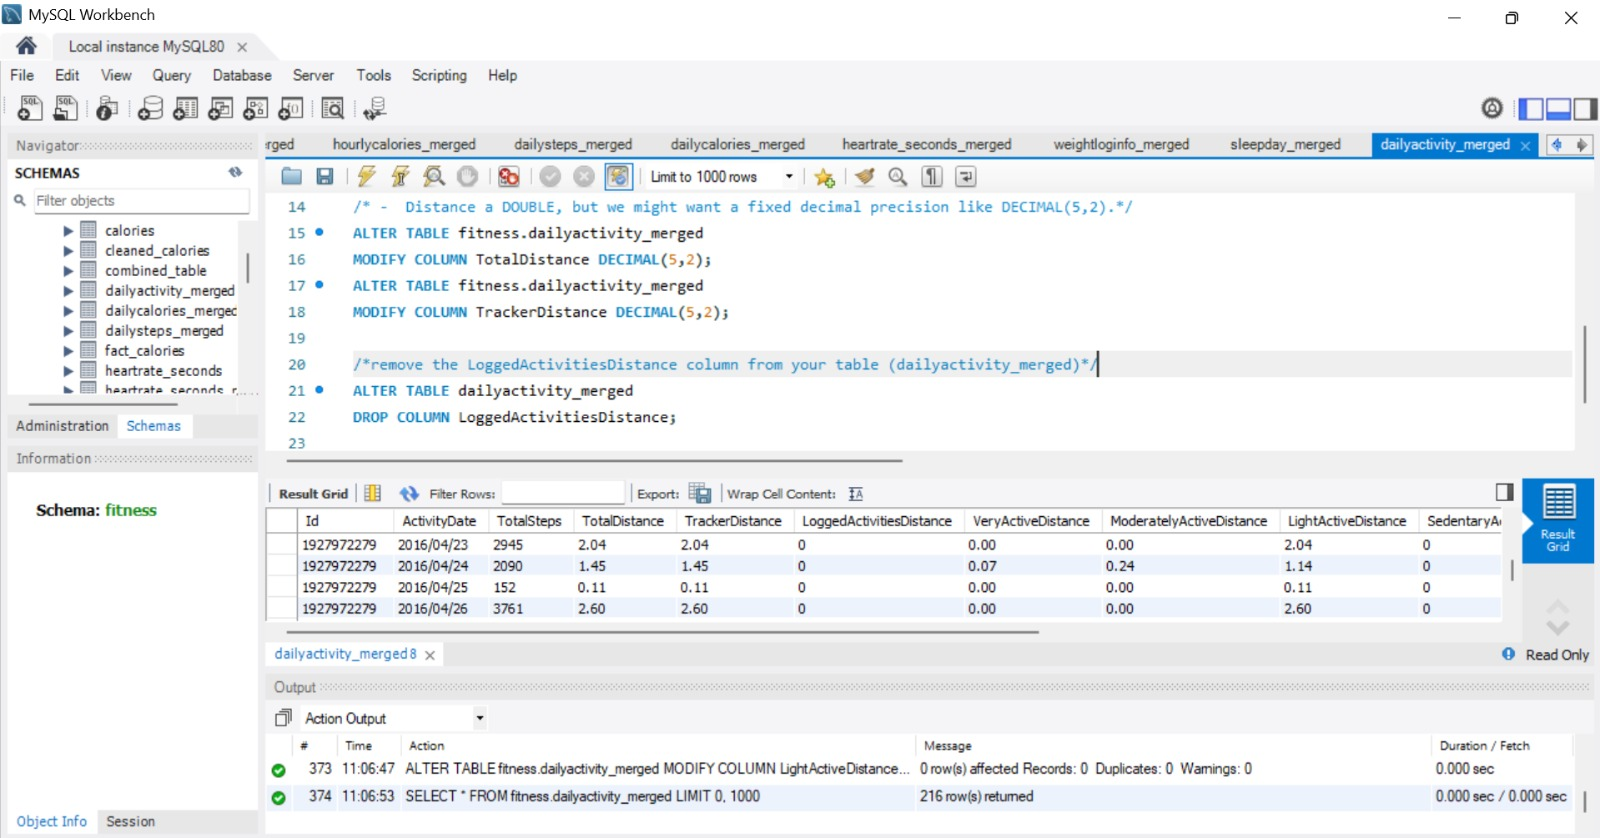 MySQL Workbench
Local instance MySQL80
File Edit View Query Database Server Tools Scripting Help
Navigator
SCHEMAS
Filter objects
calories
cleaned_calories
combined_table
dailyactivity_merged
dailycalories_merged
dailysteps_merged
fact_calories
heartrate_seconds
Administration Schemas
Information
Schema: fitness
Object Info Session
rged hourlycalories_merged dailysteps_merged dailycalories_merged heartrate_seconds_merged weightloginfo_merged sleepday_merged dailyactivity_merged
Limit to 1000 rows
14 /* - Distance a DOUBLE, but we might want a fixed decimal precision like DECIMAL(5,2).*/
15 ALTER TABLE fitness.dailyactivity_merged
16 MODIFY COLUMN TotalDistance DECIMAL(5,2);
17 ALTER TABLE fitness.dailyactivity_merged
18 MODIFY COLUMN TrackerDistance DECIMAL(5,2);
19
20 /*remove the LoggedActivitiesDistance column from your table (dailyactivity_merged)*/
21 ALTER TABLE dailyactivity_merged
22 DROP COLUMN LoggedActivitiesDistance;
23
Result Grid Filter Rows: Export: Wrap Cell Content:
Id ActivityDate TotalSteps TotalDistance TrackerDistance LoggedActivitiesDistance VeryActiveDistance ModeratelyActiveDistance LightActiveDistance SedentaryA
1927972279 2016/04/23 2945 2.04 2.04 0 0.00 0.00 2.04 0
1927972279 2016/04/24 2090 1.45 1.45 0 0.07 0.24 1.14 0
1927972279 2016/04/25 152 0.11 0.11 0 0.00 0.00 0.11 0
1927972279 2016/04/26 3761 2.60 2.60 0 0.00 0.00 2.60 0
Result
Grid
dailyactivity_merged 8
Read Only
Output
Action Output
# Time Action Message Duration / Fetch
373 11:06:47 ALTER TABLE fitness.dailyactivity_merged MODIFY COLUMN LightActiveDistance... 0 row(s) affected Records: 0 Duplicates: 0 Warnings: 0 0.000 sec
374 11:06:53 SELECT * FROM fitness.dailyactivity_merged LIMIT 0, 1000 216 row(s) returned 0.000 sec / 0.000 sec